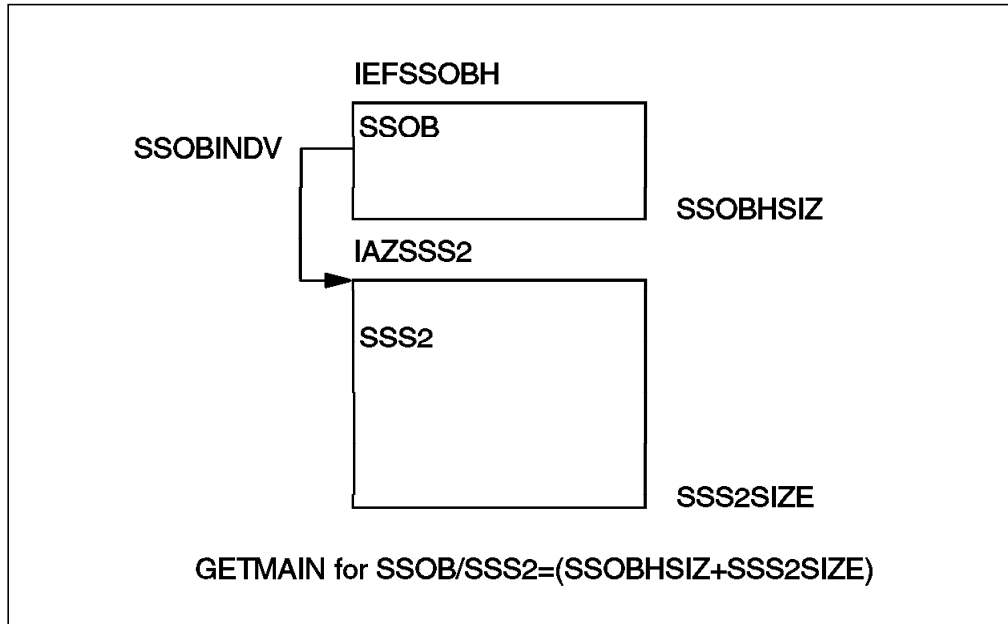 IEFSSOBH
SSOB
SSOBINDV
SSOBHSIZ
IAZSSS2
SSS2
SSS2SIZE
GETMAIN for SSOB/SSS2=(SSOBHSIZ+SSS2SIZE)